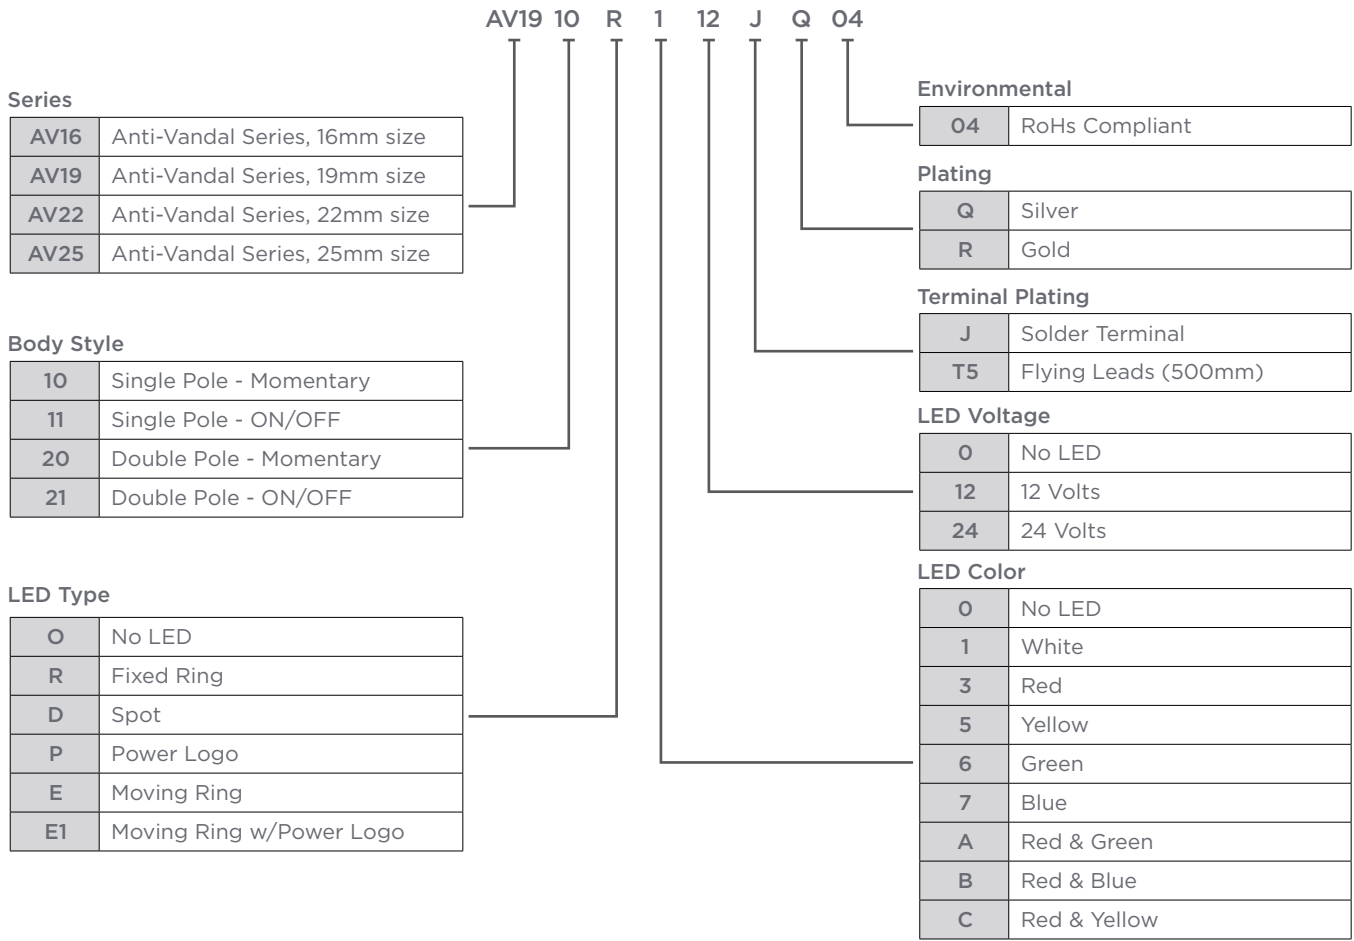 AV19 10 R 1 12 J Q 04
Series
AV16 Anti-Vandal Series, 16mm size
AV19 Anti-Vandal Series, 19mm size
AV22 Anti-Vandal Series, 22mm size
AV25 Anti-Vandal Series, 25mm size
Body Style
10 Single Pole - Momentary
11 Single Pole - ON/OFF
20 Double Pole - Momentary
21 Double Pole - ON/OFF
LED Type
O No LED
R Fixed Ring
D Spot
P Power Logo
E Moving Ring
E1 Moving Ring w/Power Logo
Environmental
04 RoHs Compliant
Plating
Q Silver
R Gold
Terminal Plating
J Solder Terminal
T5 Flying Leads (500mm)
LED Voltage
0 No LED
12 12 Volts
24 24 Volts
LED Color
0 No LED
1 White
3 Red
5 Yellow
6 Green
7 Blue
A Red & Green
B Red & Blue
C Red & Yellow